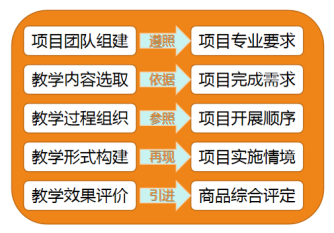 项目团队组建 遵照 项目专业要求
教学内容选取 依据 项目完成需求
教学过程组织 参照 项目开展顺序
教学形式构建 再现 项目实施情境
教学效果评价 引进 商品综合评定